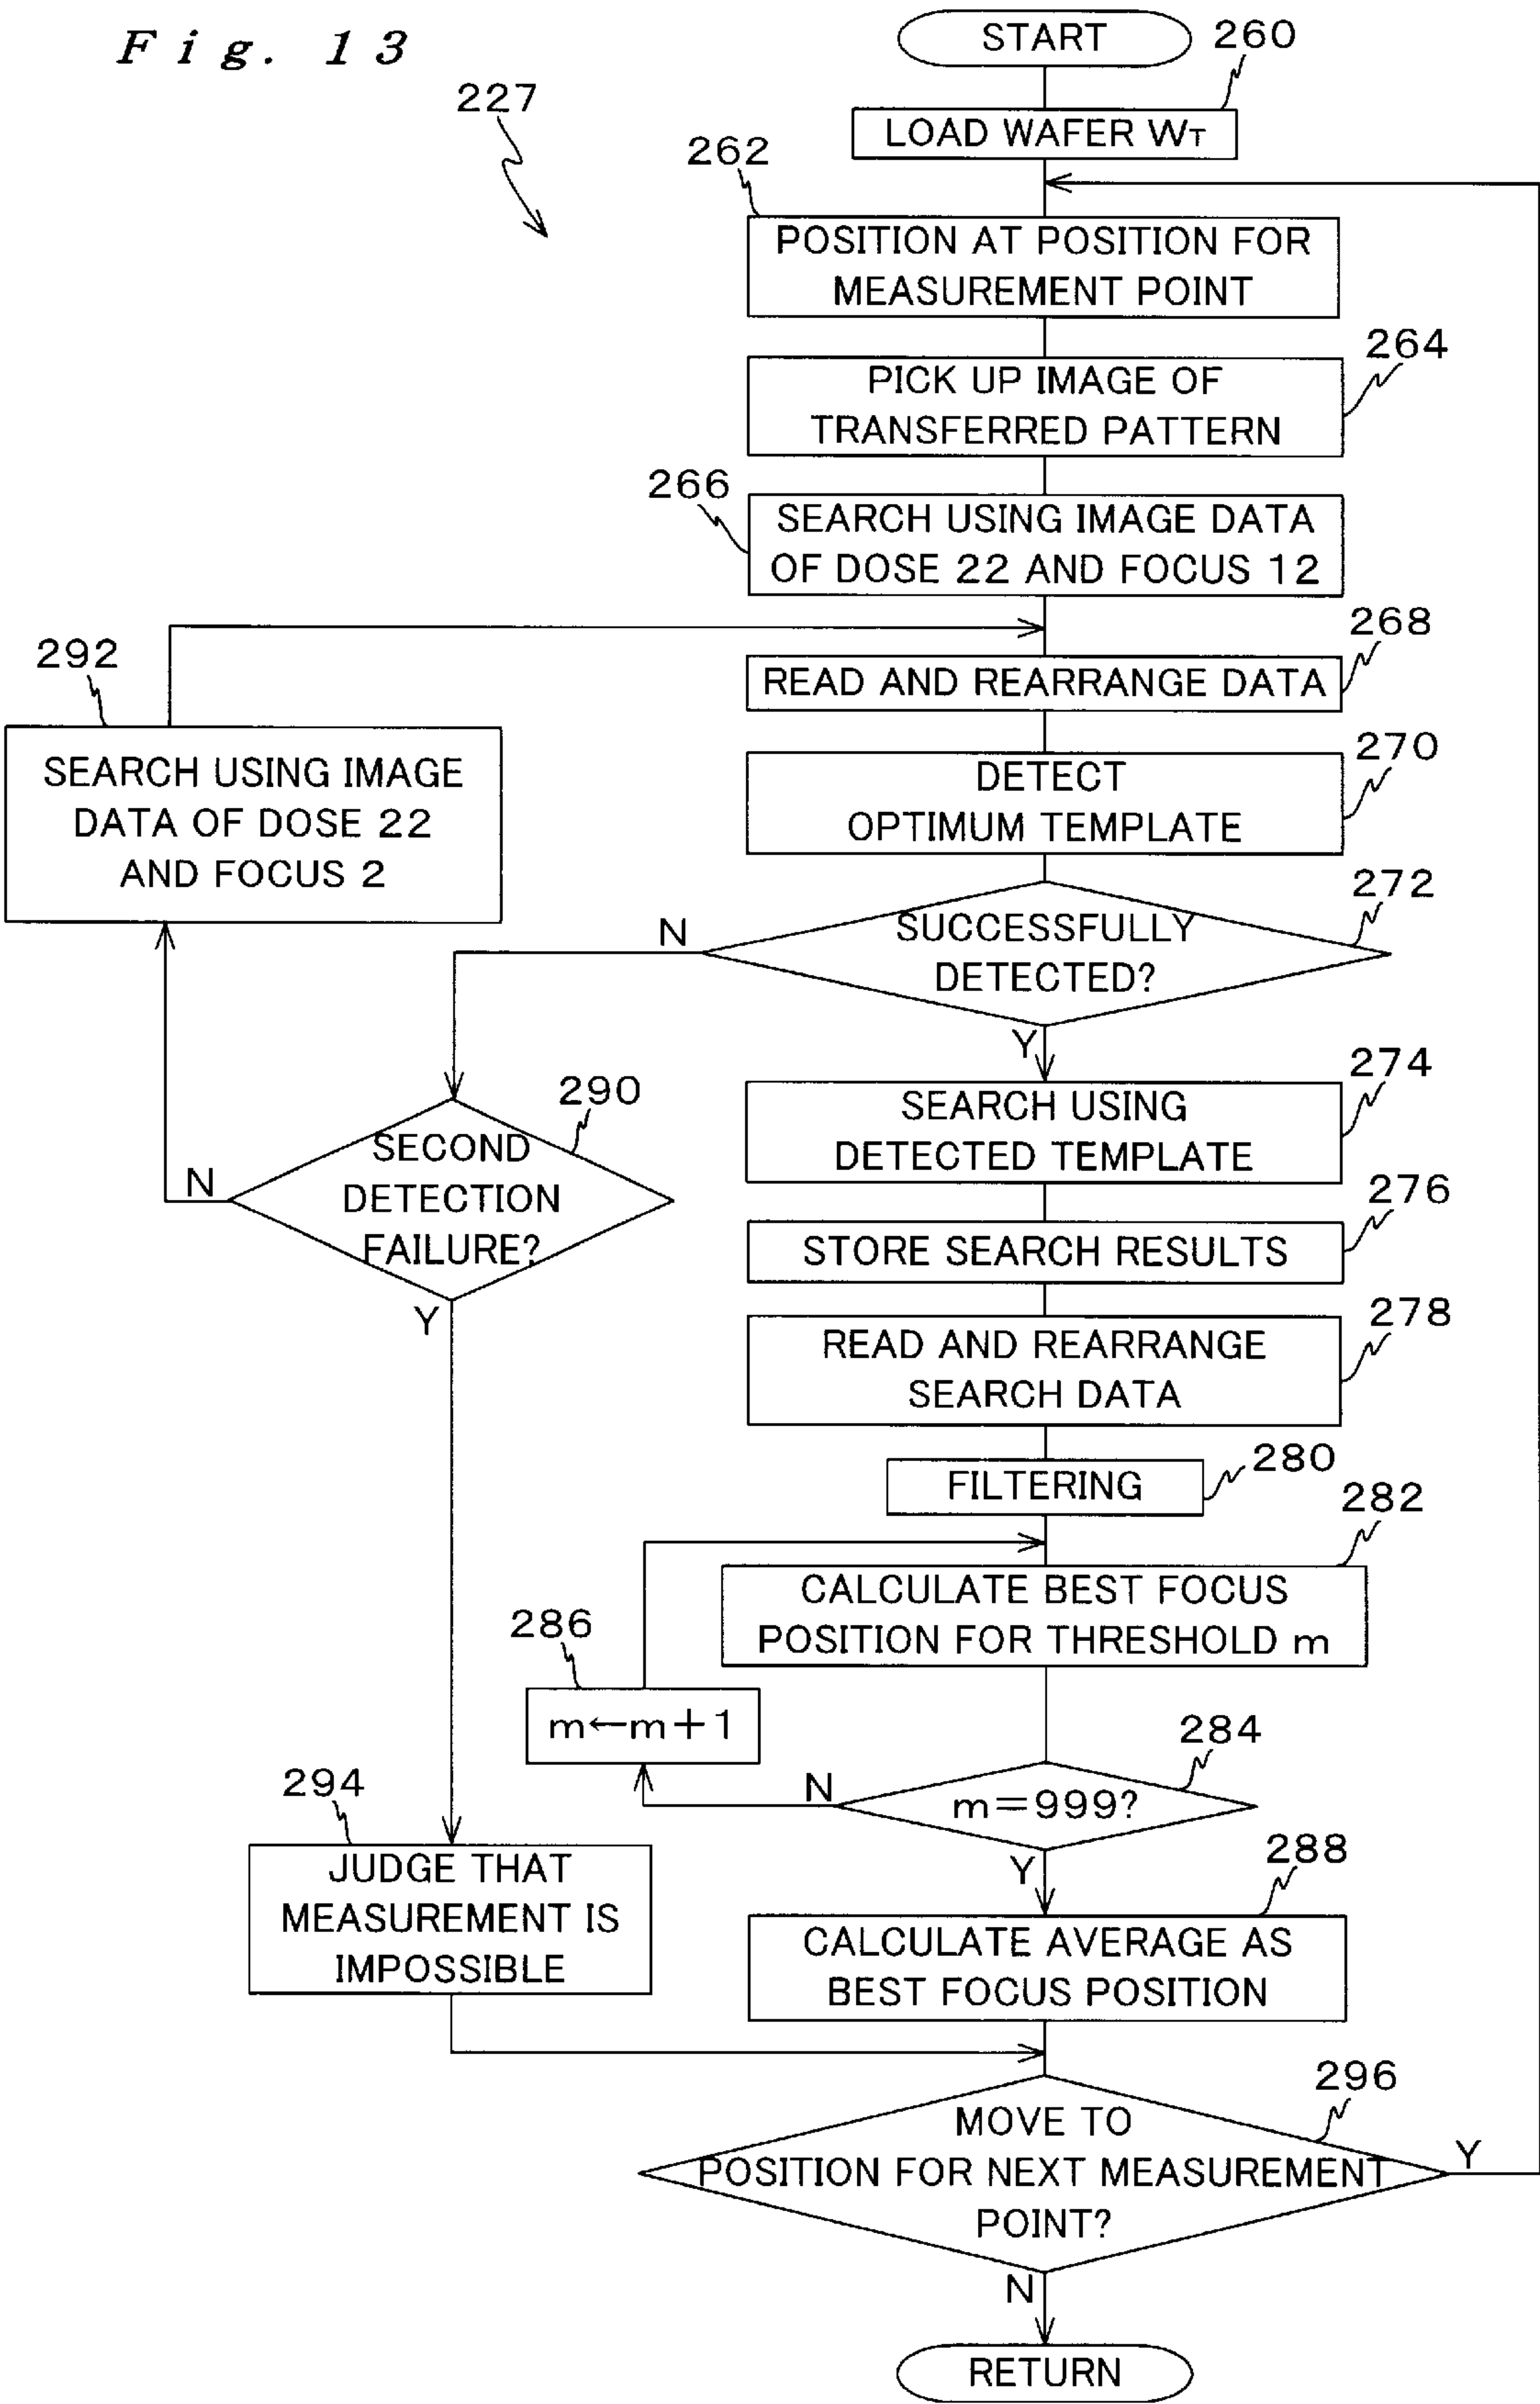 Fig. 13
START
260
227
LOAD WAFER WT
262
POSITION AT POSITION FOR
MEASUREMENT POINT
264
PICK UP IMAGE OF
TRANSFERRED PATTERN
266
SEARCH USING IMAGE DATA
OF DOSE 22 AND FOCUS 12
268
292
READ AND REARRANGE DATA
270
SEARCH USING IMAGE
DATA OF DOSE 22
AND FOCUS 2
DETECT
OPTIMUM TEMPLATE
272
N
SUCCESSFULLY
DETECTED?
Y
274
290
SEARCH USING
DETECTED TEMPLATE
SECOND
DETECTION
FAILURE?
N
276
STORE SEARCH RESULTS
Y
278
READ AND REARRANGE
SEARCH DATA
280
FILTERING
282
CALCULATE BEST FOCUS
POSITION FOR THRESHOLD m
286
m←m+1
284
N
m=999?
294
Y
288
JUDGE THAT
MEASUREMENT IS
IMPOSSIBLE
CALCULATE AVERAGE AS
BEST FOCUS POSITION
296
MOVE TO
POSITION FOR NEXT MEASUREMENT
POINT?
Y
N
RETURN